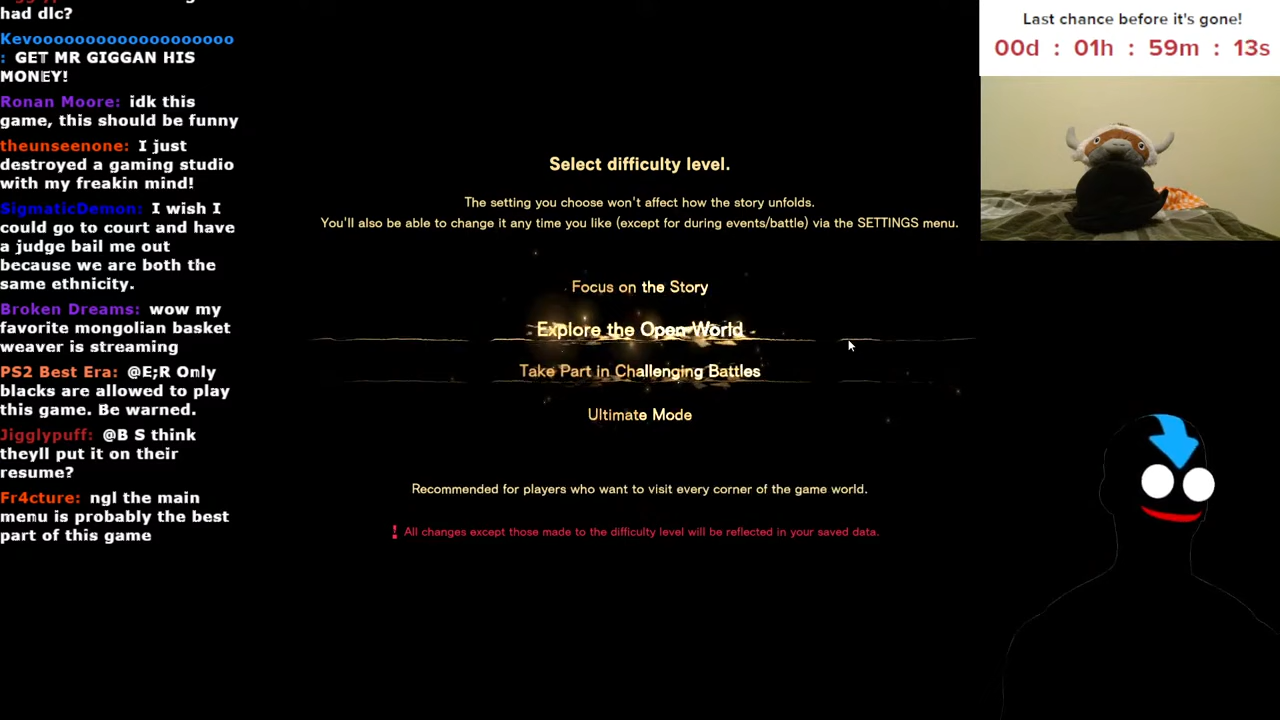 had dlc?
Kevooooooooooooooooooo
: GET MR GIGGAN HIS
MONEY!
Ronan Moore: idk this
game, this should be funny
theunseenone: I just
destroyed a gaming studio
with my freakin mind!
SigmaticDemon: I wish I
could go to court and have
a judge bail me out
because we are both the
same ethnicity.
Broken Dreams: wow my
favorite mongolian basket
weaver is streaming
PS2 Best Era: @E;R Only
blacks are allowed to play
this game. Be warned.
Jigglypuff: @B S think
theyll put it on their
resume?
Fr4cture: ngl the main
menu is probably the best
part of this game
Select difficulty level.
The setting you choose won't affect how the story unfolds.
You'll also be able to change it any time you like (except for during events/battle) via the SETTINGS menu.
Focus on the Story
Explore the Open World
Take Part in Challenging Battles
Ultimate Mode
Recommended for players who want to visit every corner of the game world.
! All changes except those made to the difficulty level will be reflected in your saved data.
Last chance before it's gone!
00d : 01h : 59m : 13s